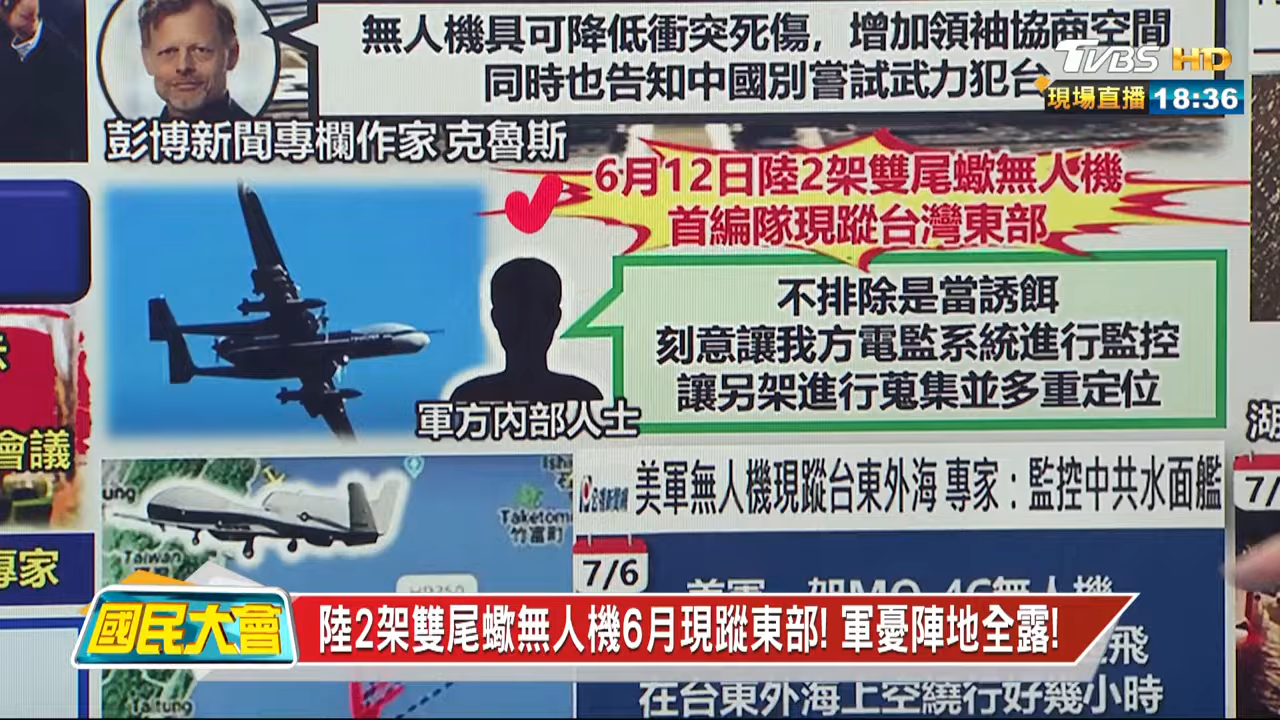 無人機具可降低衝突死傷，增加領袖協商空間
同時也告知中國別嘗試武力犯台
TVBS HD
現場直播 18:36
彭博新聞專欄作家 克魯斯
6月12日陸2架雙尾蠍無人機
首編隊現蹤台灣東部
不排除是當誘餌
刻意讓我方電監系統進行監控
讓另架進行蒐集並多重定位
軍方內部人士
會議
湖
美軍無人機現蹤台東外海 專家：監控中共水面艦
7/
Taketomi
竹富町
Taiwan
7/6
專家
國民大會
陸2架雙尾蠍無人機6月現蹤東部! 軍憂陣地全露!
飛
在台東外海上空繞行好幾小時
Taitung